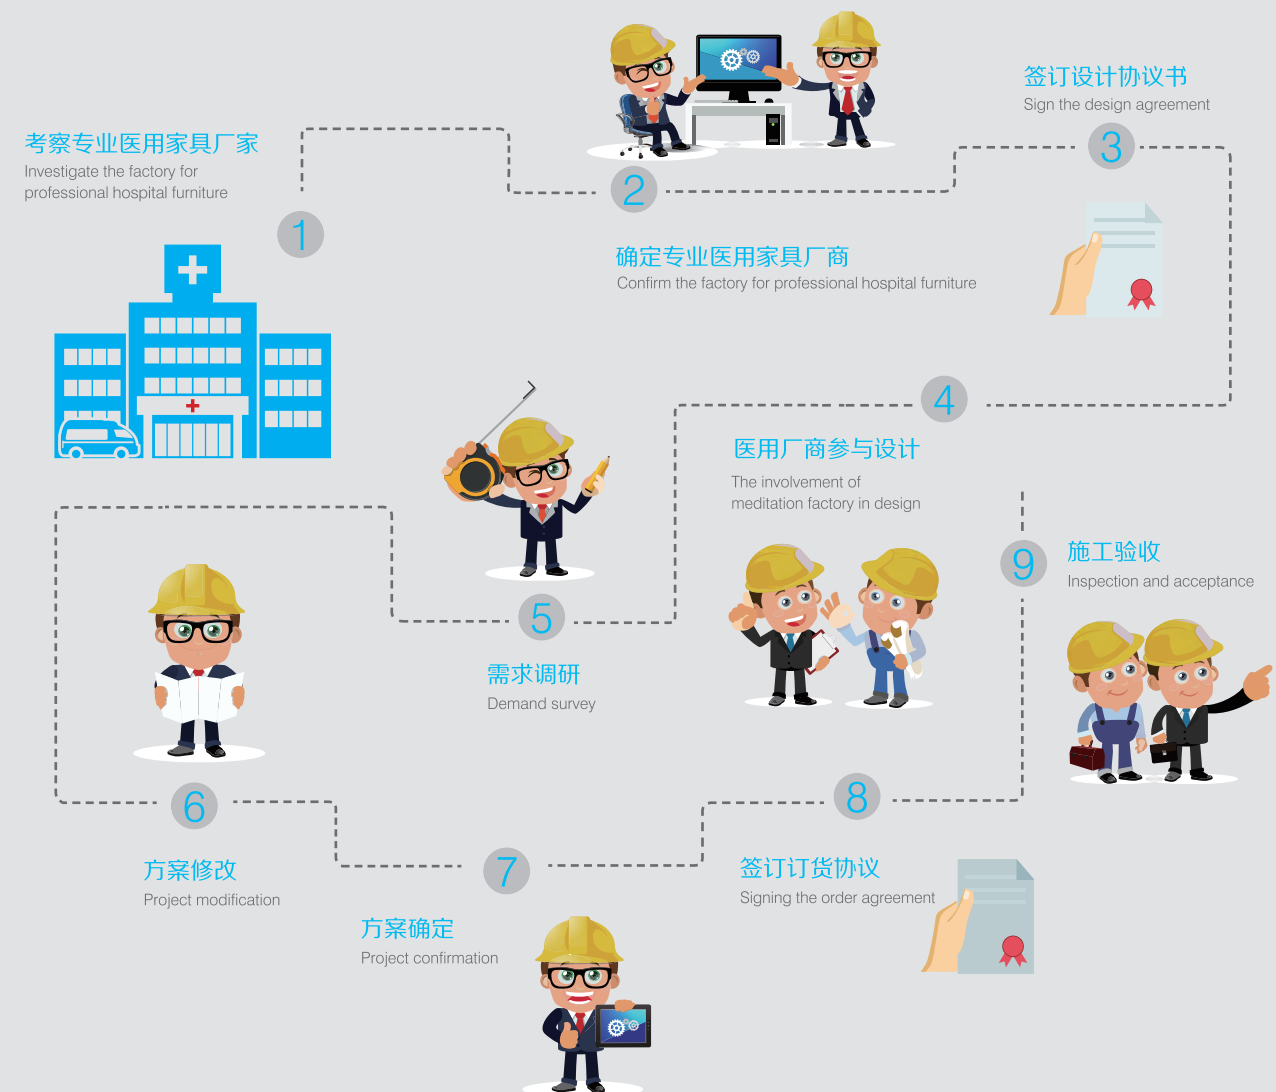 考察专业医用家具厂家
Investigate the factory for
professional hospital furniture
1
2
确定专业医用家具厂商
Confirm the factory for professional hospital furniture
签订设计协议书
Sign the design agreement
3
4
医用厂商参与设计
The involvement of
meditation factory in design
5
需求调研
Demand survey
6
方案修改
Project modification
7
方案确定
Project confirmation
8
签订订货协议
Signing the order agreement
9
施工验收
Inspection and acceptance